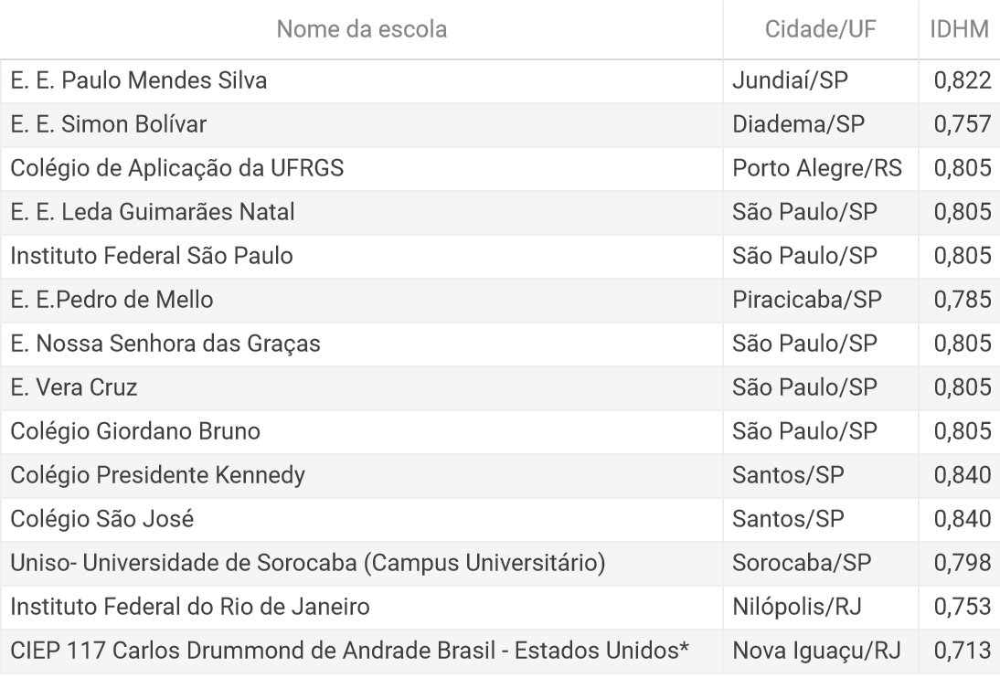 Nome da escola Cidade/UF IDHM
E. E. Paulo Mendes Silva Jundiaí/SP 0,822
E. E. Simon Bolívar Diadema/SP 0,757
Colégio de Aplicação da UFRGS Porto Alegre/RS 0,805
E. E. Leda Guimarães Natal São Paulo/SP 0,805
Instituto Federal São Paulo São Paulo/SP 0,805
E. E.Pedro de Mello Piracicaba/SP 0,785
E. Nossa Senhora das Graças São Paulo/SP 0,805
E. Vera Cruz São Paulo/SP 0,805
Colégio Giordano Bruno São Paulo/SP 0,805
Colégio Presidente Kennedy Santos/SP 0,840
Colégio São José Santos/SP 0,840
Uniso- Universidade de Sorocaba (Campus Universitário) Sorocaba/SP 0,798
Instituto Federal do Rio de Janeiro Nilópolis/RJ 0,753
CIEP 117 Carlos Drummond de Andrade Brasil - Estados Unidos* Nova Iguaçu/RJ 0,713